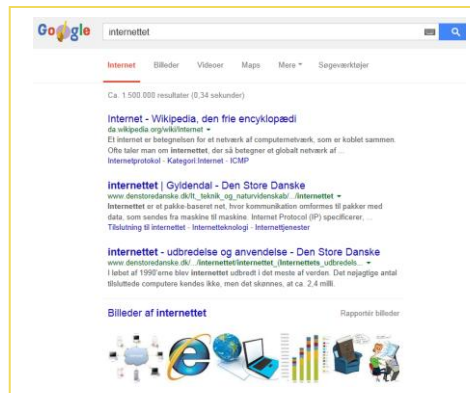 Google
internettet
Internet Billeder Videoer Maps Mere Søgeværktøjer
Ca. 1.500.000 resultater (0,34 sekunder)
Internet - Wikipedia, den frie encyklopædi
da.wikipedia.org/wiki/Internet
Et internet er betegnelsen for et netværk af computernetværk, som er koblet sammen.
Ofte taler man om internettet, der så betegner et globalt netværk af ...
Internetprotokol - Kategori:Internet - ICMP
internettet | Gyldendal - Den Store Danske
www.denstoredanske.dk/It,_teknik_og_naturvidenskab/.../internettet
Internettet er et pakke-baseret net, hvor kommunikation omformes til pakker med
data, som sendes fra maskine til maskine. Internet Protocol (IP) specificerer, ...
Tilslutning til internettet - Internetteknologi - Internettjenester
internettet - udbredelse og anvendelse - Den Store Danske
www.denstoredanske.dk/.../internettet/internettet_(Internettets_udbredels...
I løbet af 1990'erne blev internettet udbredt i det meste af verden. Det nøjagtige antal
tilsluttede computere kendes ikke, men det skønnes, at ca. 2,4 milli.
Billeder af internettet Rapportér billeder